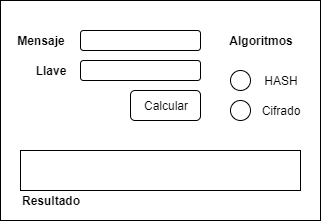 Mensaje
Algoritmos
Llave
HASH
Calcular
Cifrado
Resultado